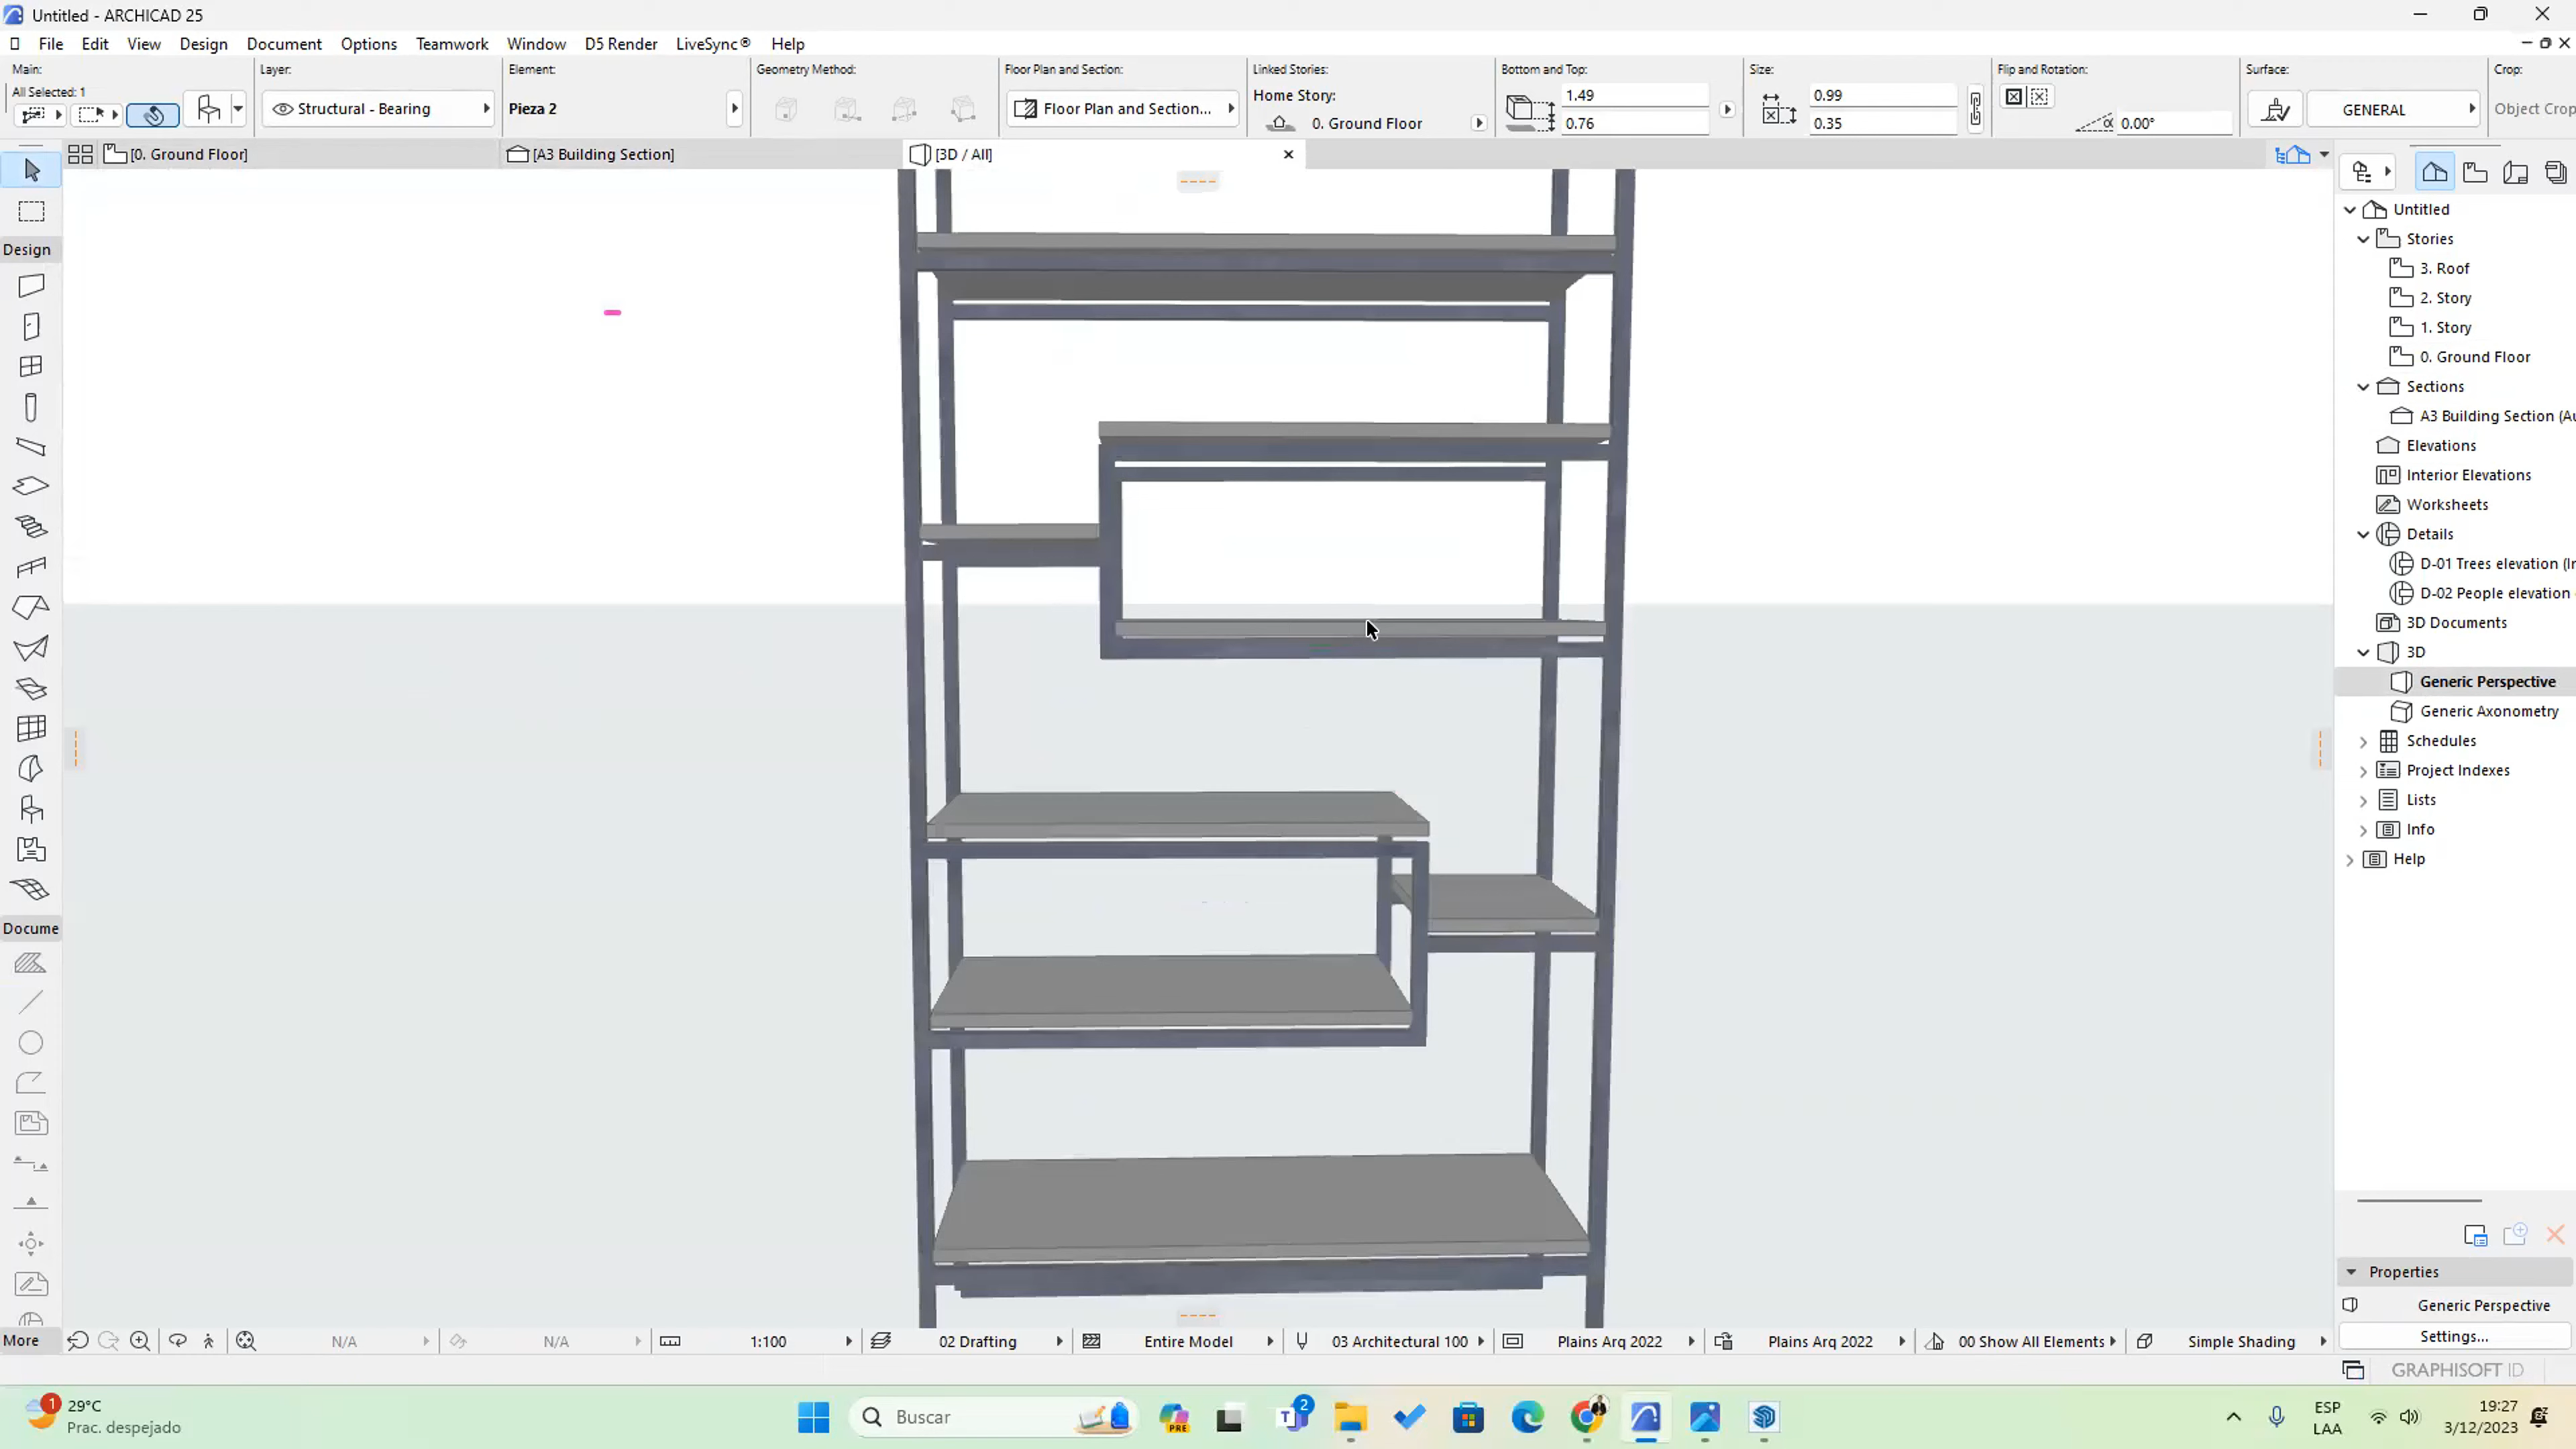 Untitled - ARCHICAD 25
File Edit View Design Document Options Teamwork Window D5 Render LiveSync® Help
Main: Layer: Element: Geometry Method: Floor Plan and Section: Linked Stories: Bottom and Top: Size: Flip and Rotation: Surface: Crop:
All Selected: 1
Structural - Bearing
Pieza 2
Floor Plan and Section...
Home Story:
0. Ground Floor
1.49
0.76
0.99
0.35
α 0.00°
GENERAL
Object Crop
[0. Ground Floor] [A3 Building Section] [3D / All]
Design
Docume
More
Untitled
Stories
3. Roof
2. Story
1. Story
0. Ground Floor
Sections
A3 Building Section (Au
Elevations
Interior Elevations
Worksheets
Details
D-01 Trees elevation (In
D-02 People elevation
3D Documents
3D
Generic Perspective
Generic Axonometry
Schedules
Project Indexes
Lists
Info
Help
Properties
Generic Perspective
Settings...
N/A N/A 1:100 02 Drafting Entire Model 03 Architectural 100 Plains Arq 2022 Plains Arq 2022 00 Show All Elements Simple Shading
GRAPHISOFT ID
1
29°C
Prac. despejado
Buscar
PRE
2
ESP
LAA
19:27
3/12/2023